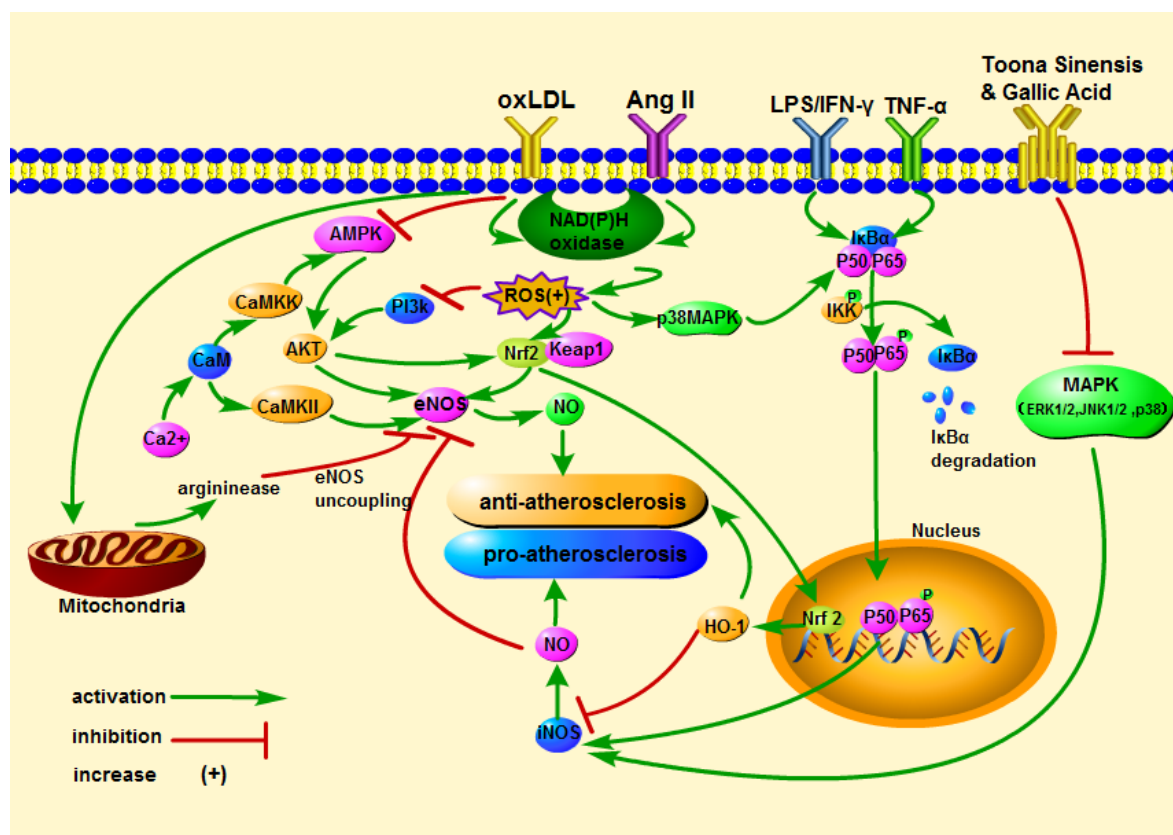 Toona Sinensis
& Gallic Acid
oxLDL
Ang II
LPS/IFN-γ
TNF-α
NAD(P)H
oxidase
AMPK
IκBα
P50
P65
CaMKK
PI3k
ROS(+)
p38MAPK
P
IKK
CaM
AKT
Nrf2
Keap1
P
P50
P65
IκBα
MAPK
(ERK1/2,JNK1/2 ,p38)
CaMKII
eNOS
NO
Ca2+
IκBα
degradation
argininease
eNOS
uncoupling
anti-atherosclerosis
pro-atherosclerosis
Nucleus
Mitochondria
P
HO-1
Nrf 2
P50
P65
NO
activation
inhibition
iNOS
increase (+)